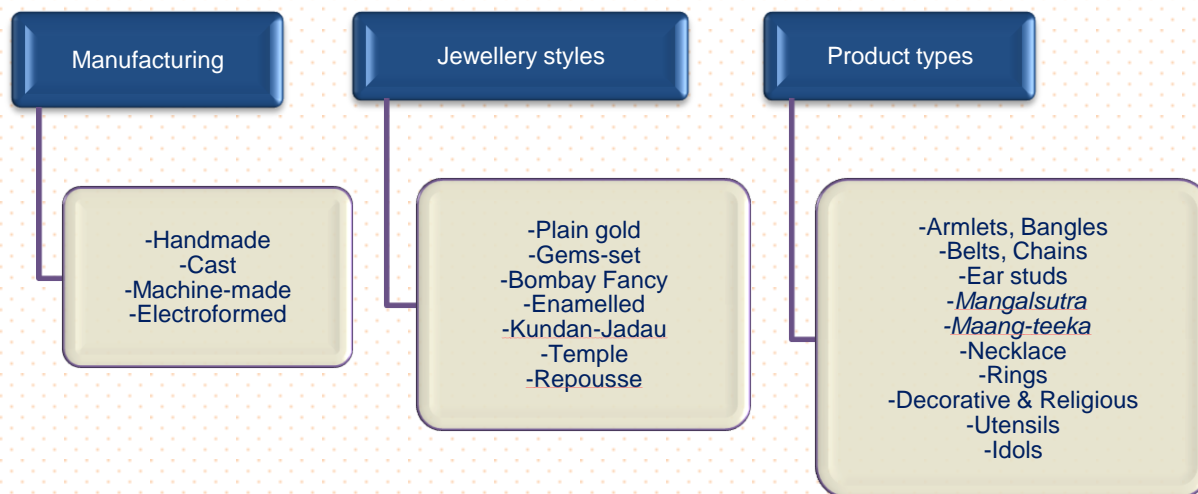 Manufacturing
-Handmade
-Cast
-Machine-made
-Electroformed
Jewellery styles
-Plain gold
-Gems-set
-Bombay Fancy
-Enamelled
-Kundan-Jadau
-Temple
-Repousse
Product types
-Armlets, Bangles
-Belts, Chains
-Ear studs
-Mangalsutra
-Maang-teeka
-Necklace
-Rings
-Decorative & Religious
-Utensils
-Idols